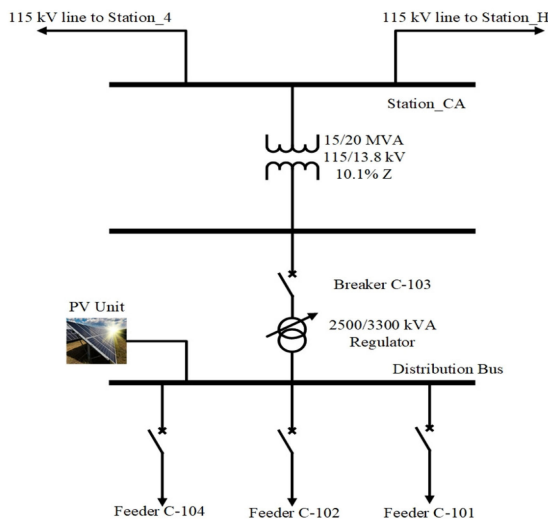 115 kV line to Station_4
115 kV line to Station_H
Station_CA
15/20 MVA
115/13.8 kV
10.1% Z
Breaker C-103
PV Unit
2500/3300 kVA
Regulator
Distribution Bus
Feeder C-104
Feeder C-102
Feeder C-101